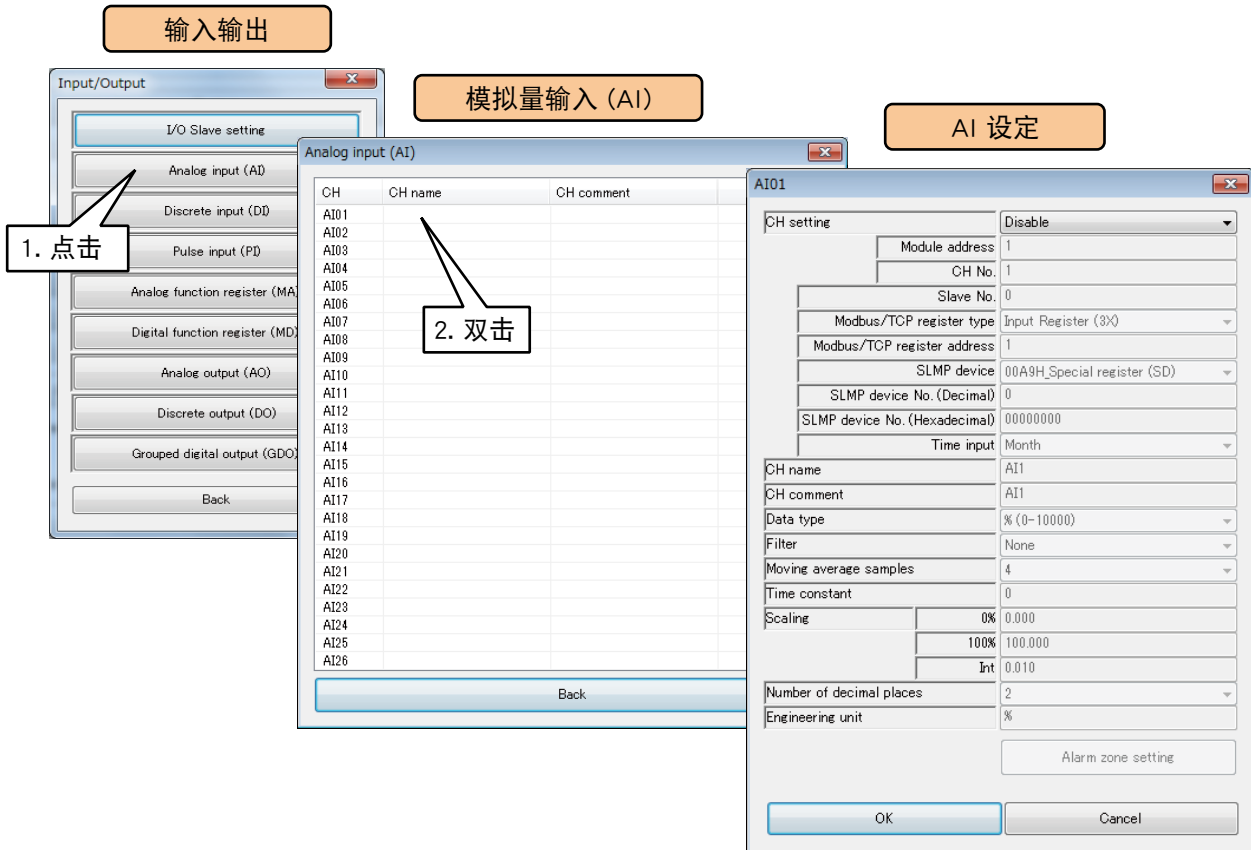 输入输出
Input/Output
I/O Slave setting
Analog input (AI)
Discrete input (DI)
Pulse input (PI)
Analog function register (MA)
Digital function register (MD)
Analog output (AO)
Discrete output (DO)
Grouped digital output (GDO)
Back
1. 点击
模拟量输入 (AI)
Analog input (AI)
CH CH name CH comment
AI01
AI02
AI03
AI04
AI05
AI06
AI07
AI08
AI09
AI10
AI11
AI12
AI13
AI14
AI15
AI16
AI17
AI18
AI19
AI20
AI21
AI22
AI23
AI24
AI25
AI26
Back
2. 双击
AI 设定
AI01
CH setting Disable
Module address 1
CH No. 1
Slave No. 0
Modbus/TCP register type Input Register (3X)
Modbus/TCP register address 1
SLMP device 00A9H_Special register (SD)
SLMP device No. (Decimal) 0
SLMP device No. (Hexadecimal) 00000000
Time input Month
CH name AI1
CH comment AI1
Data type % (0-10000)
Filter None
Moving average samples 4
Time constant 0
Scaling 0% 0.000
100% 100.000
Int 0.010
Number of decimal places 2
Engineering unit %
Alarm zone setting
OK Cancel